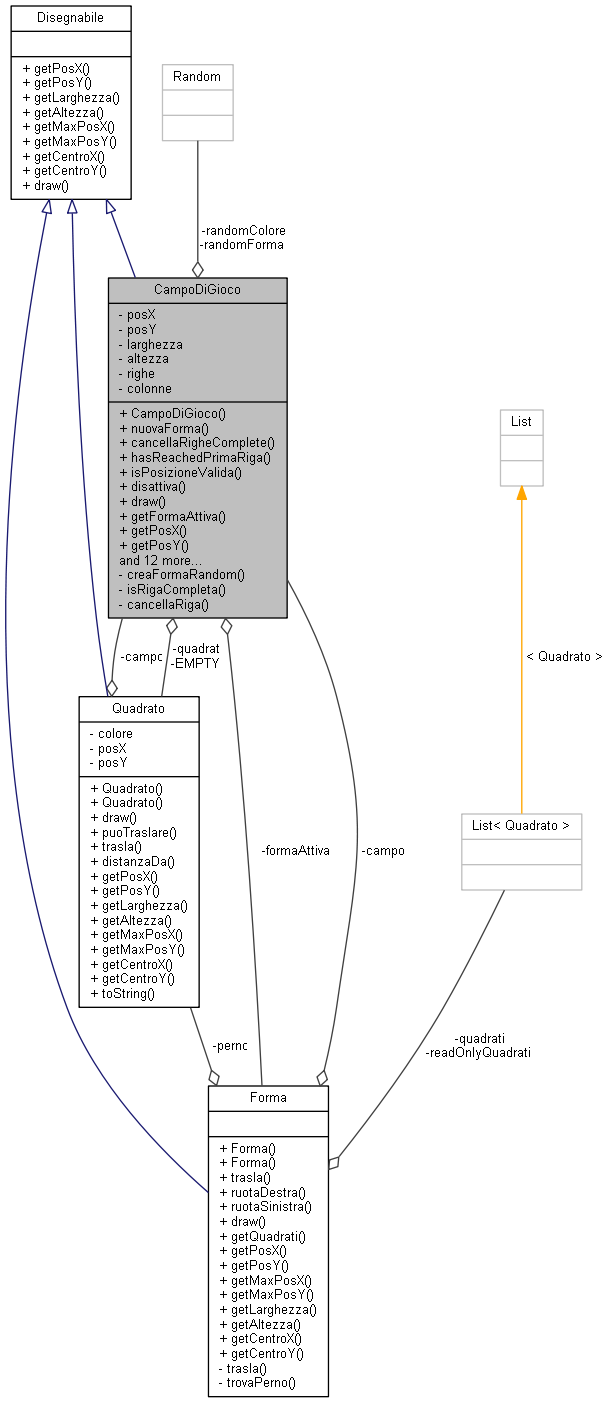 Disegnabile
+ getPosX()
+ getPosY()
+ getLarghezza()
+ getAltezza()
+ getMaxPosX()
+ getMaxPosY()
+ getCentroX()
+ getCentroY()
+ draw()
Random
-randomColore
-randomForma
CampoDiGioco
- posX
- posY
- larghezza
- altezza
- righe
- colonne
+ CampoDiGioco()
+ nuovaForma()
+ cancellaRigheComplete()
+ hasReachedPrimaRiga()
+ isPosizioneValida()
+ disattiva()
+ draw()
+ getFormaAttiva()
+ getPosX()
+ getPosY()
and 12 more...
- creaFormaRandom()
- isRigaCompleta()
- cancellaRiga()
List
< Quadrato >
-campo
-quadrat
-EMPTY
Quadrato
- colore
- posX
- posY
+ Quadrato()
+ Quadrato()
+ draw()
+ puoTraslare()
+ trasla()
+ distanzaDa()
+ getPosX()
+ getPosY()
+ getLarghezza()
+ getAltezza()
+ getMaxPosX()
+ getMaxPosY()
+ getCentroX()
+ getCentroY()
+ toString()
-formaAttiva
-campo
List< Quadrato >
-perno
-quadrati
-readOnlyQuadrati
Forma
+ Forma()
+ Forma()
+ trasla()
+ ruotaDestra()
+ ruotaSinistra()
+ draw()
+ getQuadrati()
+ getPosX()
+ getPosY()
+ getMaxPosX()
+ getMaxPosY()
+ getLarghezza()
+ getAltezza()
+ getCentroX()
+ getCentroY()
- trasla()
- trovaPerno()